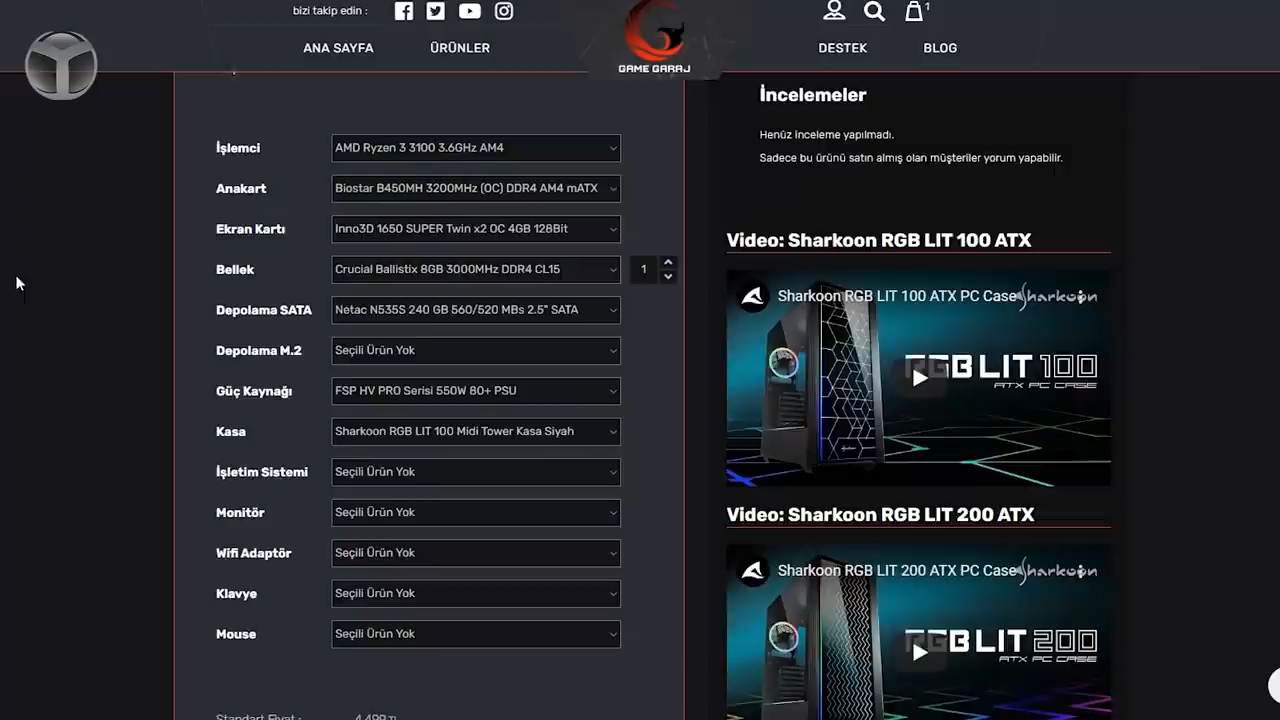 bizi takip edin :
1
ANA SAYFA
ÜRÜNLER
GAME GARAJ
DESTEK
BLOG
İşlemci
AMD Ryzen 3 3100 3.6GHz AM4
Anakart
Biostar B450MH 3200MHz (OC) DDR4 AM4 mATX
Ekran Kartı
Inno3D 1650 SUPER Twin x2 OC 4GB 128Bit
Bellek
Crucial Ballistix 8GB 3000MHz DDR4 CL15
1
Depolama SATA
Netac N535S 240 GB 560/520 MBs 2.5" SATA
Depolama M.2
Seçili Ürün Yok
Güç Kaynağı
FSP HV PRO Serisi 550W 80+ PSU
Kasa
Sharkoon RGB LIT 100 Midi Tower Kasa Siyah
İşletim Sistemi
Seçili Ürün Yok
Monitör
Seçili Ürün Yok
Wifi Adaptör
Seçili Ürün Yok
Klavye
Seçili Ürün Yok
Mouse
Seçili Ürün Yok
Standart Fiyat :
4.499 TL
İncelemeler
Henüz inceleme yapılmadı.
Sadece bu ürünü satın almış olan müşteriler yorum yapabilir.
Video: Sharkoon RGB LIT 100 ATX
Sharkoon RGB LIT 100 ATX PC Case
Sharkoon
RGB LIT 100
ATX PC CASE
Video: Sharkoon RGB LIT 200 ATX
Sharkoon RGB LIT 200 ATX PC Case
Sharkoon
RGB LIT 200
ATX PC CASE